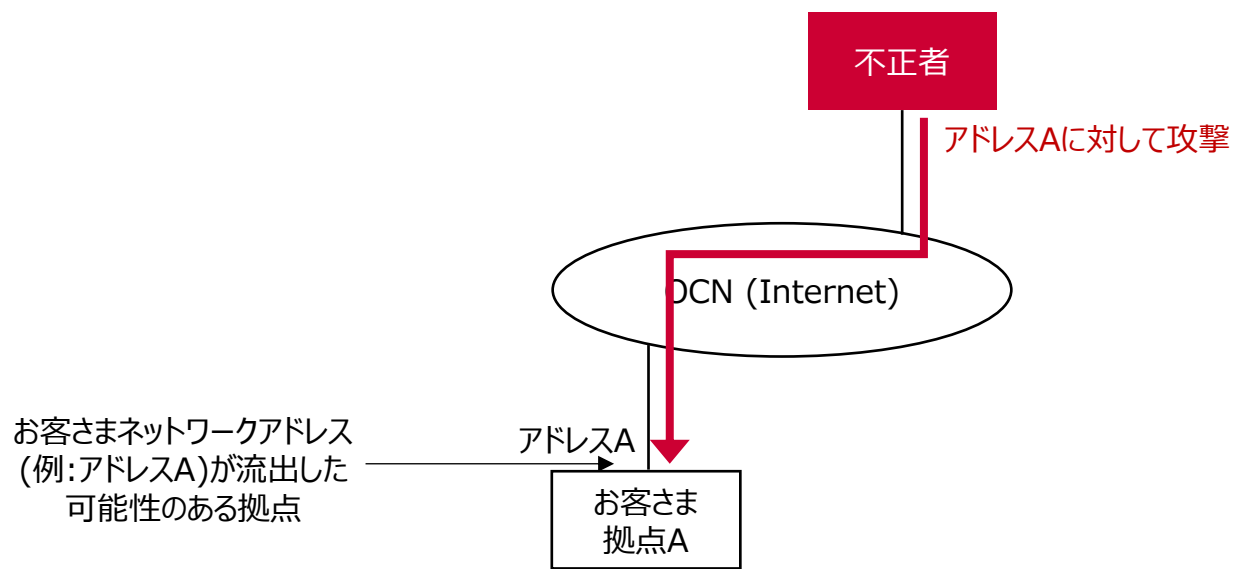 不正者
アドレスAに対して攻撃
OCN (Internet)
お客さまネットワークアドレス
(例:アドレスA)が流出した
可能性のある拠点
アドレスA
お客さま
拠点A